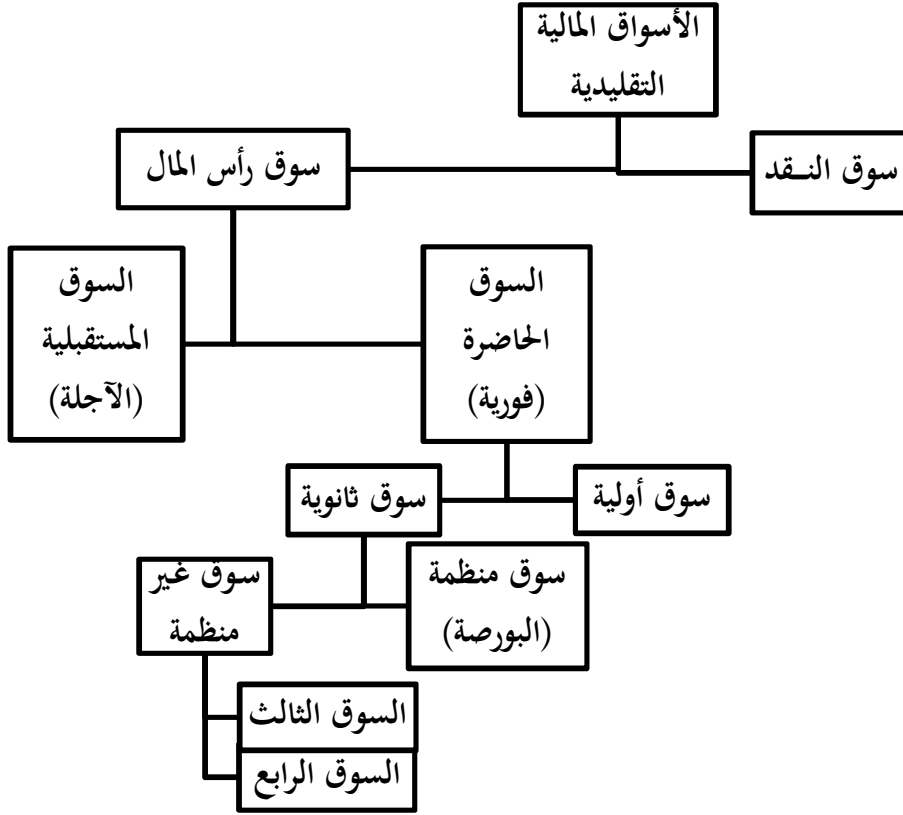 الأسواق المالية
التقليدية
سوق النـقد
سوق رأس المال
السوق
الحاضرة
(فورية)
السوق
المستقبلية
(الآجلة)
سوق أولية
سوق ثانوية
سوق منظمة
(البورصة)
سوق غير
منظمة
السوق الثالث
السوق الرابع